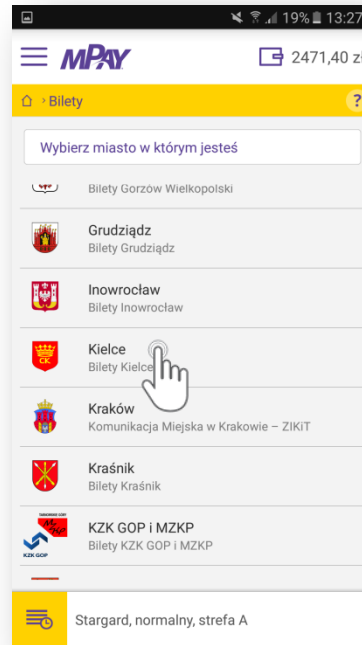 19% 13:27
mPAY
2471,40 zł
> Bilety
?
Wybierz miasto w którym jesteś
Bilety Gorzów Wielkopolski
Grudziądz
Bilety Grudziądz
Inowrocław
Bilety Inowrocław
Kielce
CK
Bilety Kielce
Kraków
Komunikacja Miejska w Krakowie – ZIKiT
Kraśnik
Bilety Kraśnik
KZK GOP i MZKP
Bilety KZK GOP i MZKP
KZK GOP
Stargard, normalny, strefa A